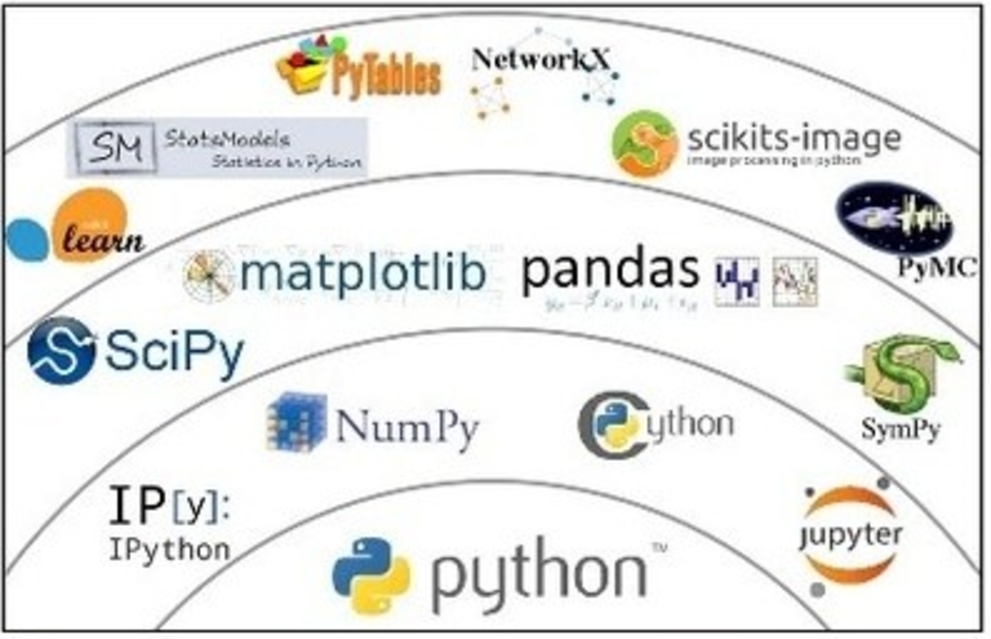 PyTables
NetworkX
SM
StatsModels
Statistics in Python
scikits-image
image processing in python
learn
PyMC
matplotlib
pandas
SciPy
SymPy
NumPy
Cython
IP[y]:
IPython
jupyter
python™